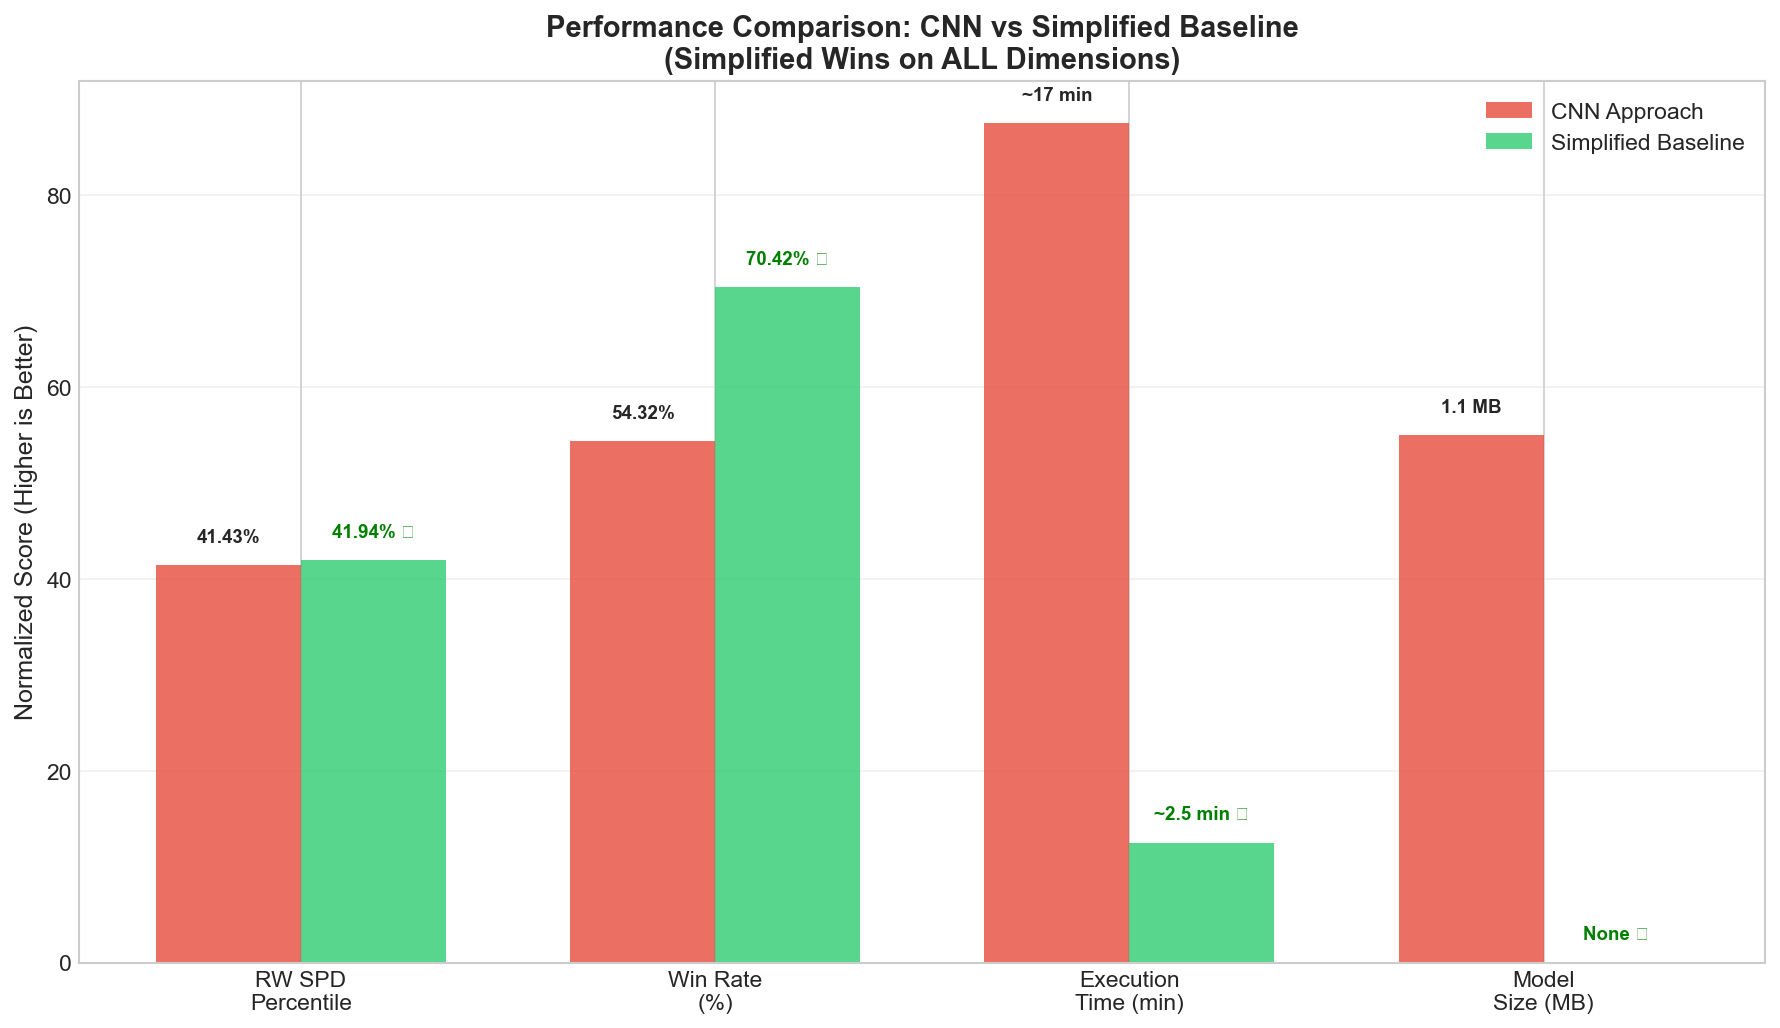 Performance Comparison: CNN vs Simplified Baseline
(Simplified Wins on ALL Dimensions)
CNN Approach
Simplified Baseline
Normalized Score (Higher is Better)
80
60
40
20
0
41.43%
41.94% 
54.32%
70.42% 
~17 min
~2.5 min 
1.1 MB
None 
RW SPD
Percentile
Win Rate
(%)
Execution
Time (min)
Model
Size (MB)